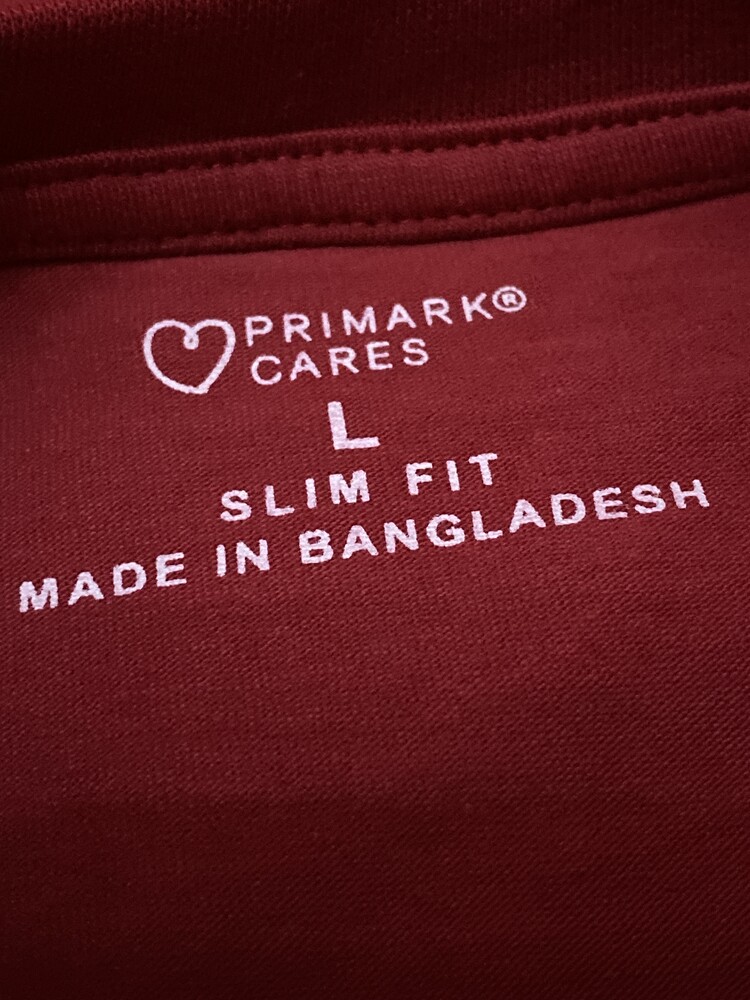 PRIMARK®
CARES
L
SLIM FIT
MADE IN BANGLADESH